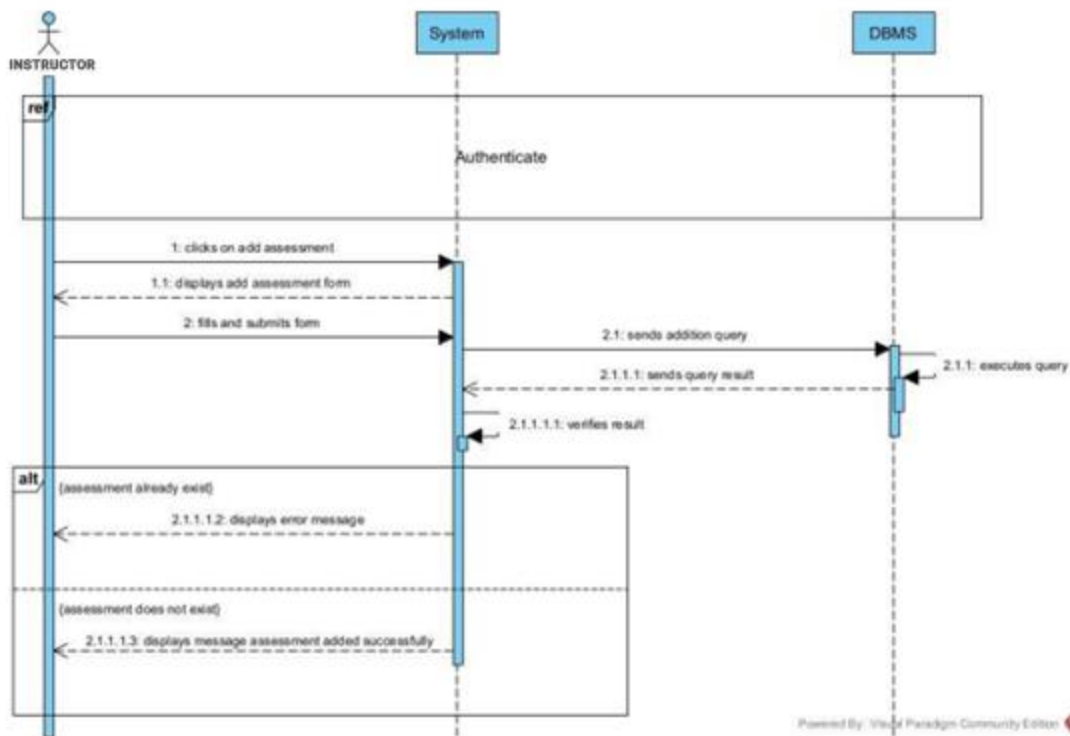 INSTRUCTOR
System
DBMS
ref
Authenticate
1: clicks on add assessment
1.1: displays add assessment form
2: fills and submits form
2.1: sends addition query
2.1.1: executes query
2.1.1.1: sends query result
2.1.1.1.1: verifies result
alt
{assessment already exist}
2.1.1.1.2: displays error message
{assessment does not exist}
2.1.1.1.3: displays message assessment added successfully
Powered By: Visual Paradigm Community Edition